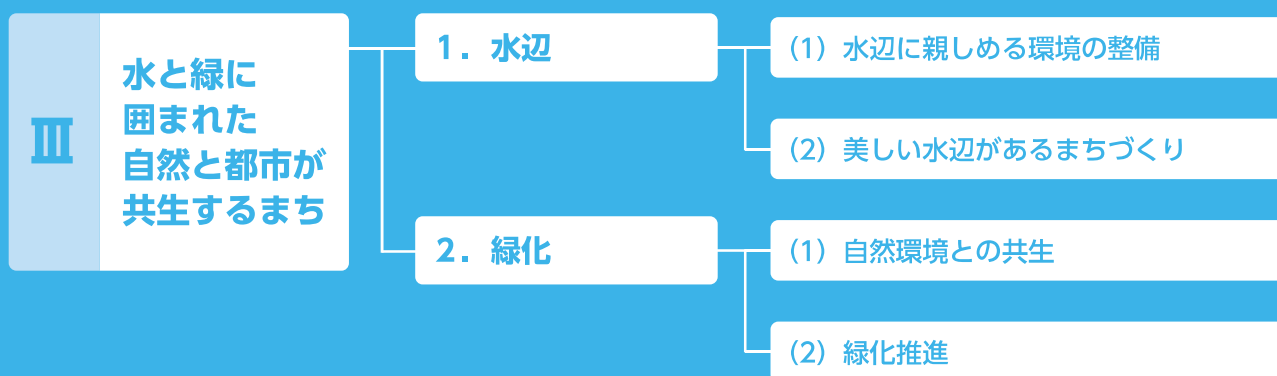 Ⅲ
水と緑に
囲まれた
自然と都市が
共生するまち
1．水辺
(1) 水辺に親しめる環境の整備
(2) 美しい水辺があるまちづくり
2．緑化
(1) 自然環境との共生
(2) 緑化推進